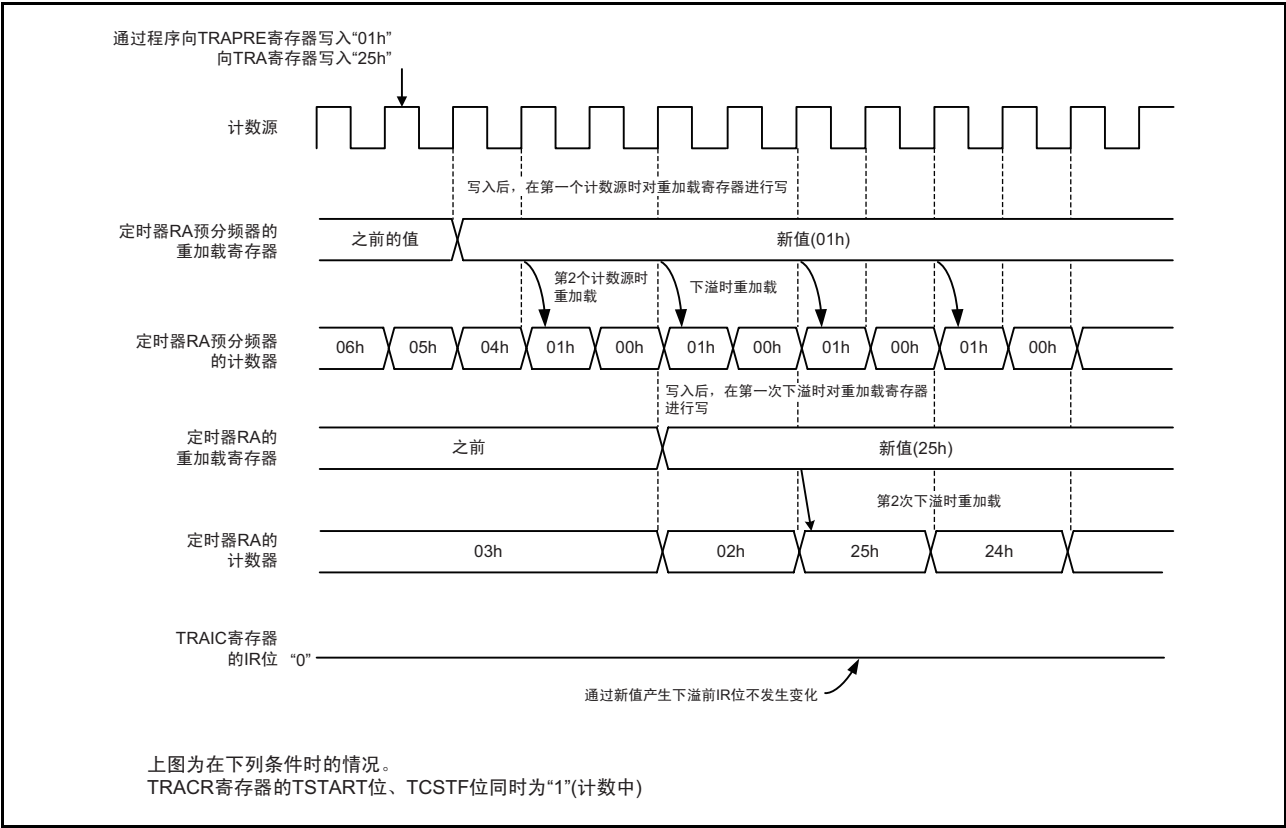 通过程序向TRAPRE寄存器写入“01h”
向TRA寄存器写入“25h”
计数源
写入后，在第一个计数源时对重加载寄存器进行写
定时器RA预分频器的
重加载寄存器
之前的值
新值(01h)
第2个计数源时
重加载
下溢时重加载
定时器RA预分频器
的计数器
06h 05h 04h 01h 00h 01h 00h 01h 00h 01h 00h
写入后，在第一次下溢时对重加载寄存器
进行写
定时器RA的
重加载寄存器
之前
新值(25h)
第2次下溢时重加载
定时器RA的
计数器
03h 02h 25h 24h
TRAIC寄存器
的IR位 “0”
通过新值产生下溢前IR位不发生变化
上图为在下列条件时的情况。
TRACR寄存器的TSTART位、TCSTF位同时为“1”(计数中)